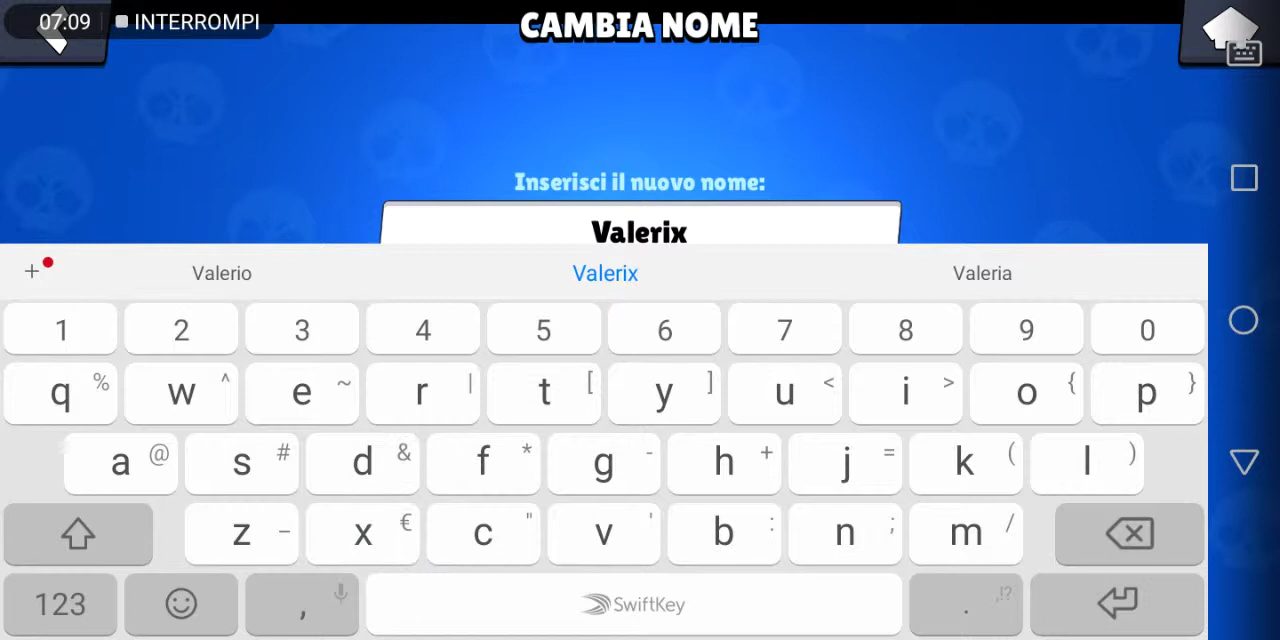 07:09 INTERROMPI
CAMBIA NOME
Inserisci il nuovo nome:
Valerix
+ Valerio Valerix Valeria
1 2 3 4 5 6 7 8 9 0
q % w ^ e ~ r | t [ y ] u < i > o { p }
a @ s # d & f * g - h + j = k ( l )
z _ x € c " v ' b : n ; m /
123 , SwiftKey . ,!?